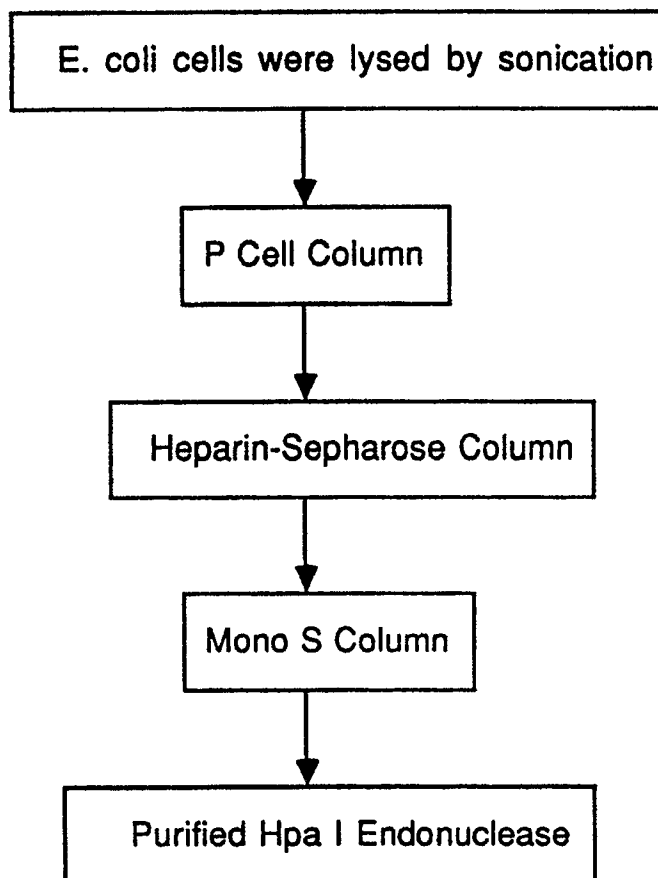 E. coli cells were lysed by sonication
P Cell Column
Heparin-Sepharose Column
Mono S Column
Purified Hpa I Endonuclease